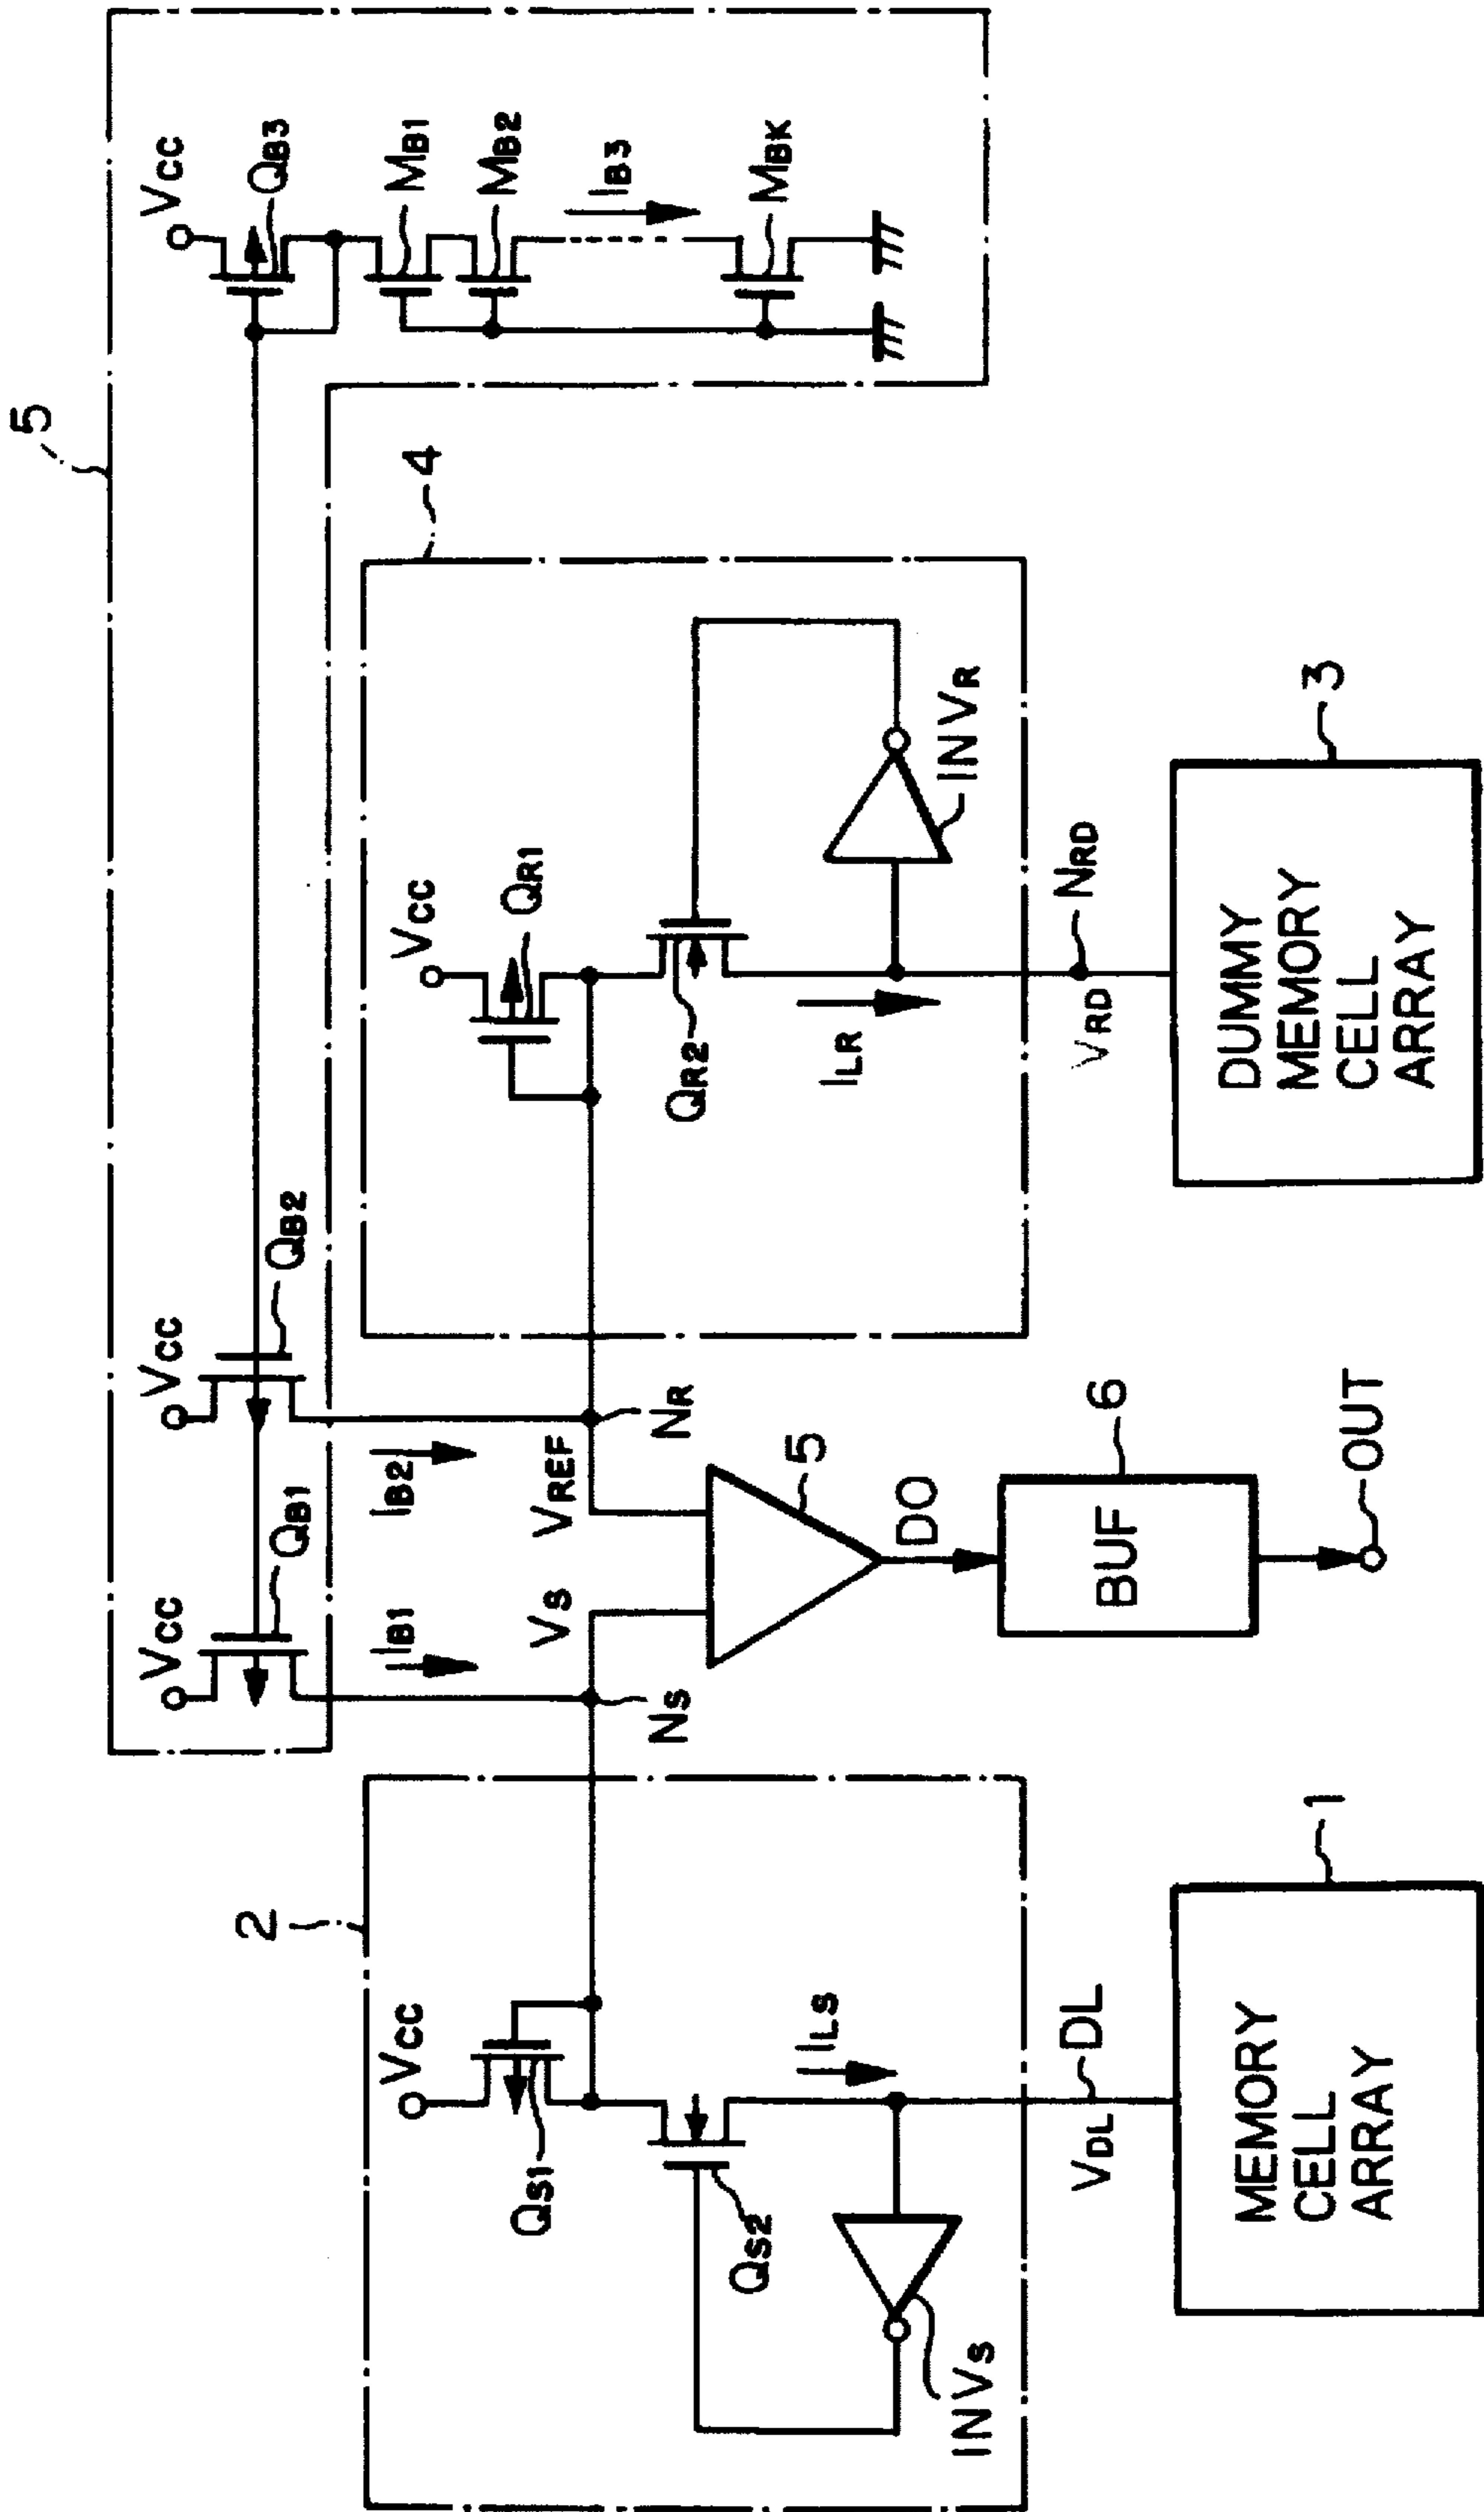 5
VCC
QB1
VCC
QB2
VCC
QB3
MB1
MB2
IB3
MBK
2
VCC
QS1
QS2
ILS
INVS
VDL
DL
MEMORY
CELL
ARRAY
1
IB1
IB2
VS
VREF
NS
NR
5
DO
BUF
6
OUT
4
VCC
QR1
QR2
ILR
INVR
VRD
NRD
DUMMY
MEMORY
CELL
ARRAY
3